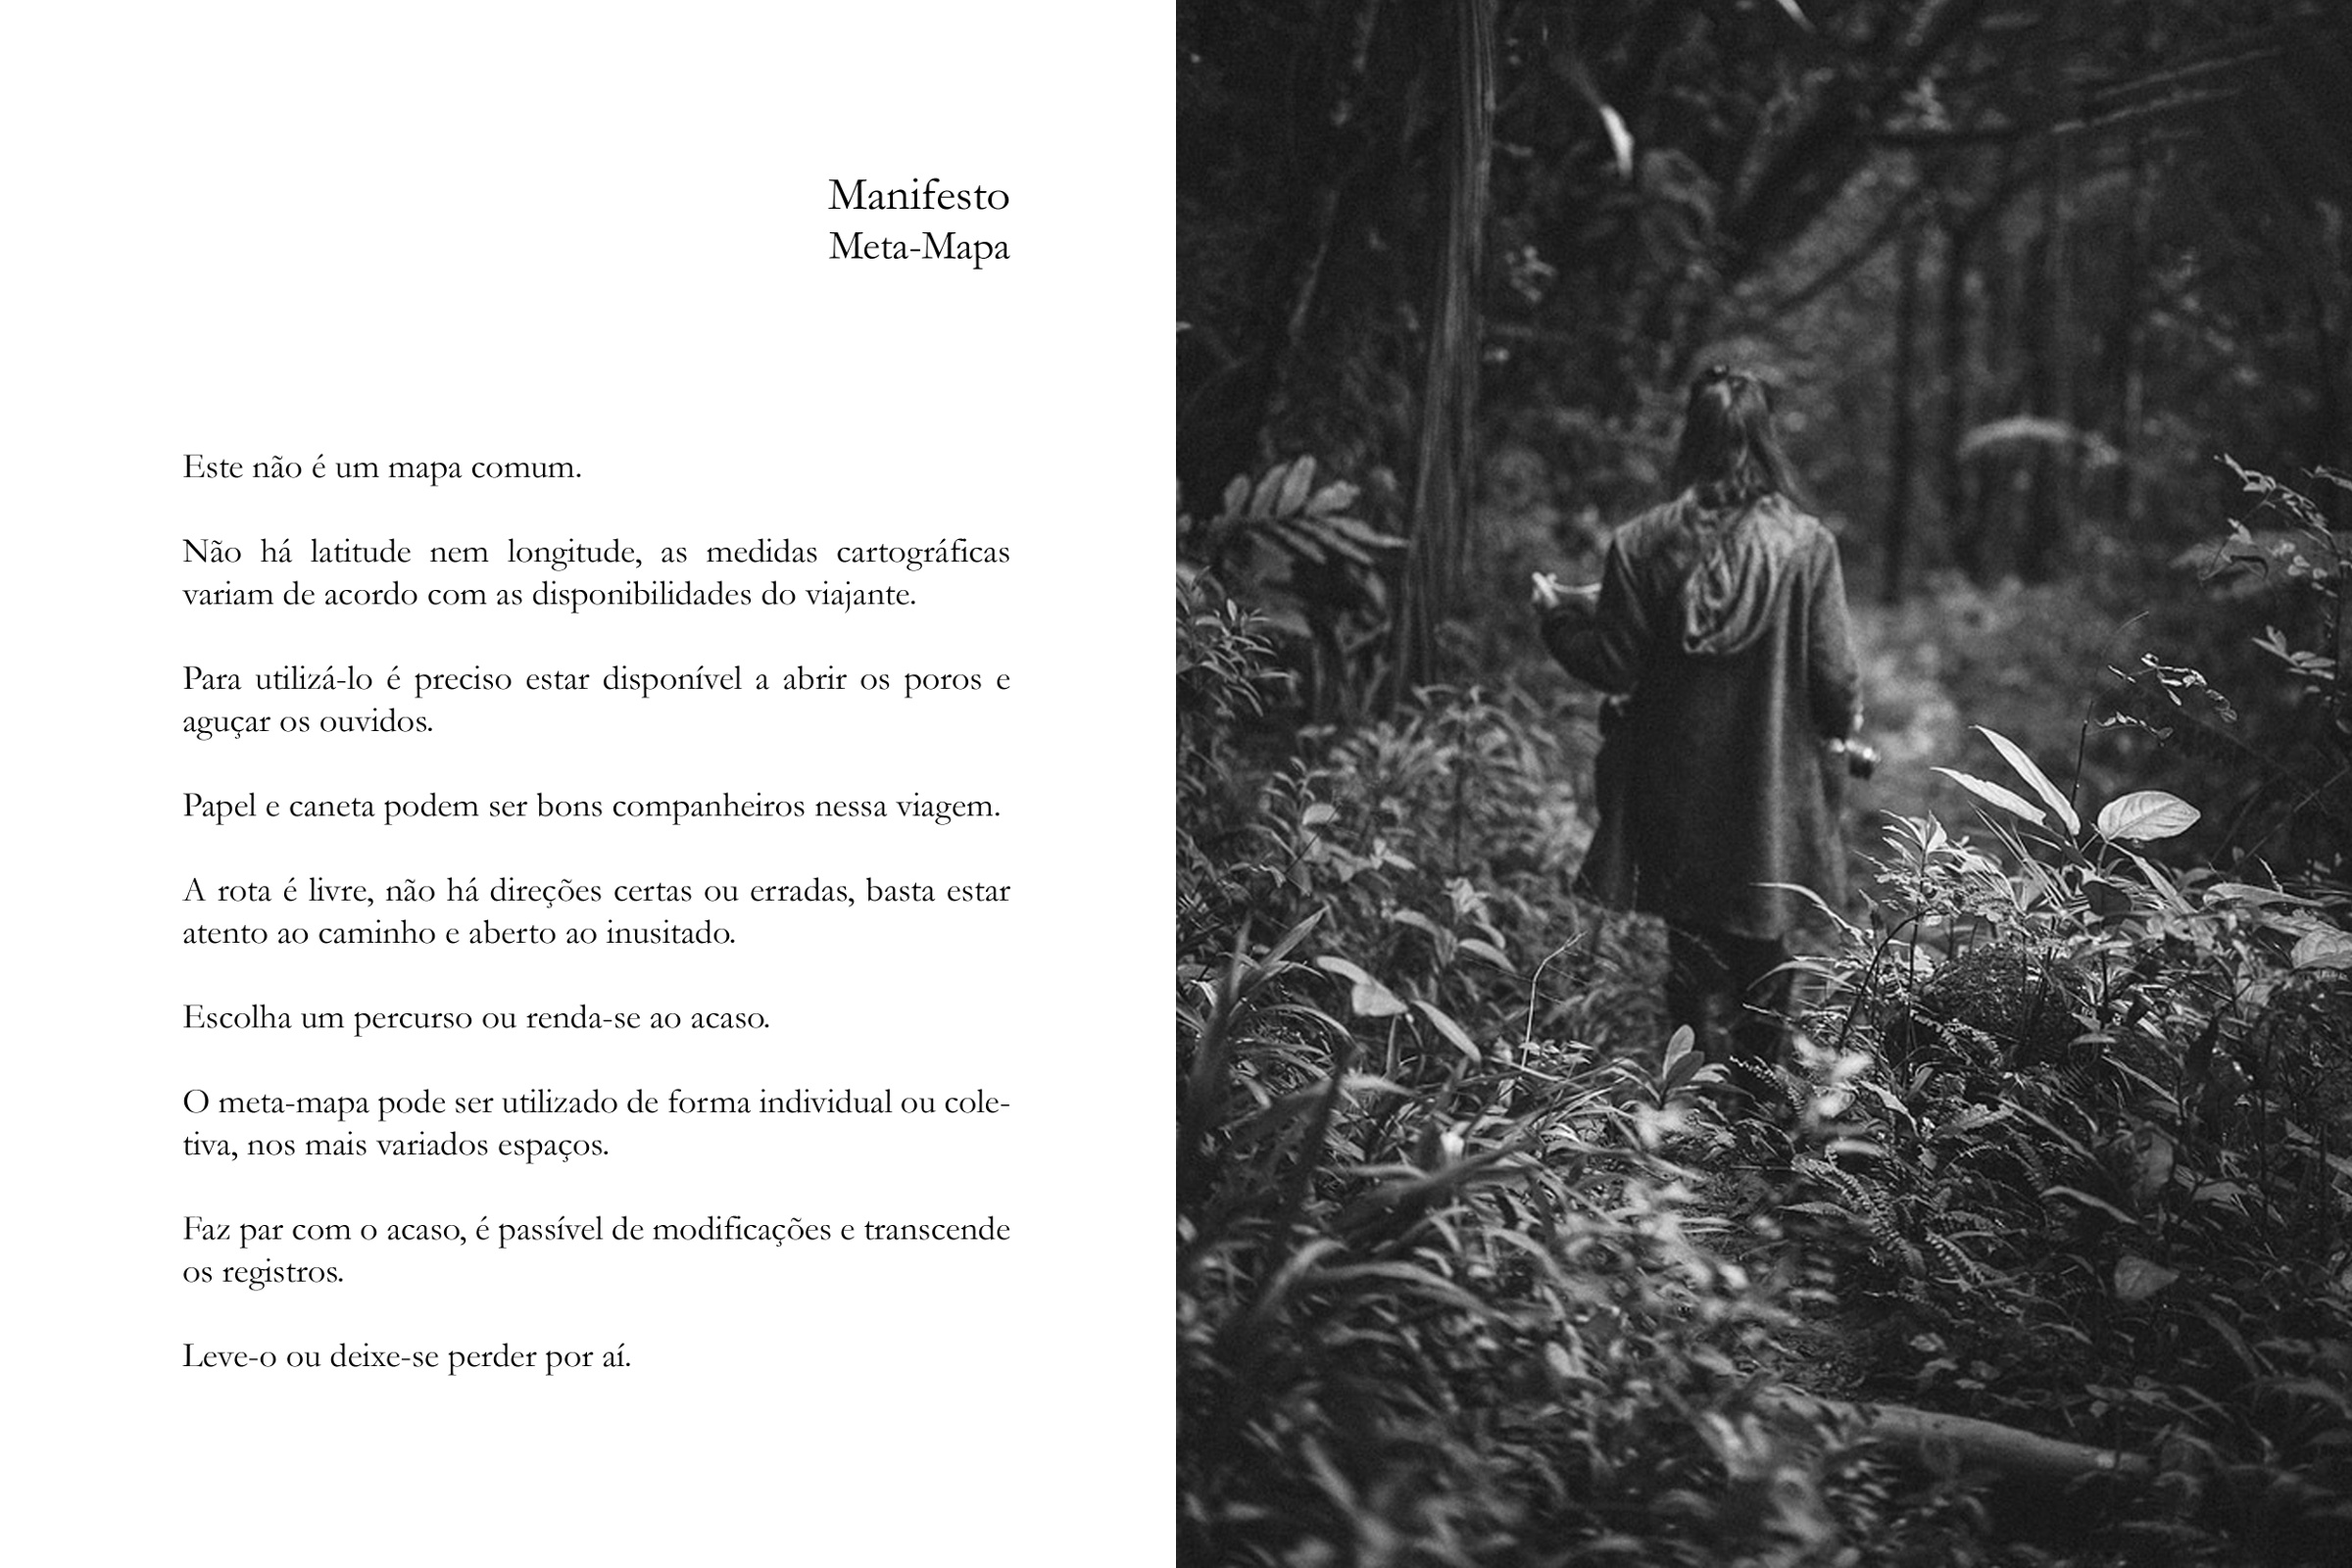 Manifesto
Meta-Mapa
Este não é um mapa comum.
Não há latitude nem longitude, as medidas cartográficas
variam de acordo com as disponibilidades do viajante.
Para utilizá-lo é preciso estar disponível a abrir os poros e
aguçar os ouvidos.
Papel e caneta podem ser bons companheiros nessa viagem.
A rota é livre, não há direções certas ou erradas, basta estar
atento ao caminho e aberto ao inusitado.
Escolha um percurso ou renda-se ao acaso.
O meta-mapa pode ser utilizado de forma individual ou cole-
tiva, nos mais variados espaços.
Faz par com o acaso, é passível de modificações e transcende
os registros.
Leve-o ou deixe-se perder por aí.